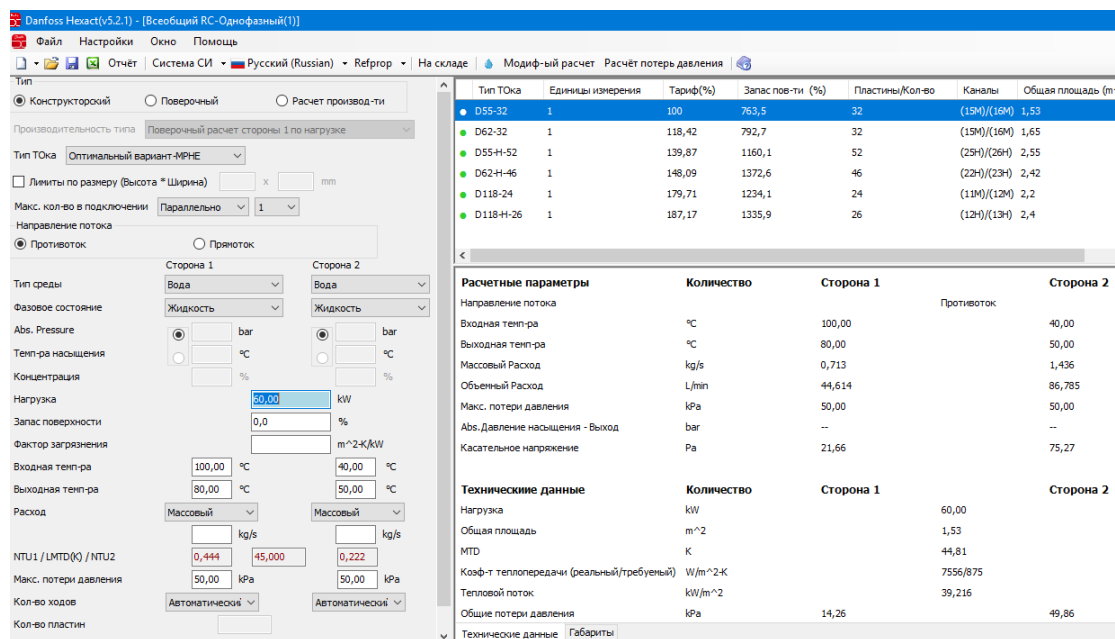 Danfoss Hexact(v5.2.1) - [Всеобщий RC-Однофазный(1)]
Файл Настройки Окно Помощь
Отчёт Система СИ Русский (Russian) Refprop На складе Модиф-ый расчет Расчёт потерь давления
Тип
Конструкторский Поверочный Расчет производ-ти
Производительность типа Поверочный расчет стороны 1 по нагрузке
Тип ТОка Оптимальный вариант-MPHE
Лимиты по размеру (Высота * Ширина) x mm
Макс. кол-во в подключении Параллельно 1
Направление потока
Противоток Прямоток
Сторона 1 Сторона 2
Тип среды Вода Вода
Фазовое состояние Жидкость Жидкость
Abs. Pressure bar bar
Темп-ра насыщения °C °C
Концентрация % %
Нагрузка 60,00 kW
Запас поверхности 0,0 %
Фактор загрязнения m^2-K/kW
Входная темп-ра 100,00 °C 40,00 °C
Выходная темп-ра 80,00 °C 50,00 °C
Расход Массовый Массовый
kg/s kg/s
NTU1 / LMTD(K) / NTU2 0,444 45,000 0,222
Макс. потери давления 50,00 kPa 50,00 kPa
Кол-во ходов Автоматический Автоматический
Кол-во пластин
Тип ТОка Единицы измерения Тариф(%) Запас пов-ти (%) Пластины/Кол-во Каналы Общая площадь (m
D55-32 1 100 763,5 32 (15M)/(16M) 1,53
D62-32 1 118,42 792,7 32 (15M)/(16M) 1,65
D55-H-52 1 139,87 1160,1 52 (25H)/(26H) 2,55
D62-H-46 1 148,09 1372,6 46 (22H)/(23H) 2,42
D118-24 1 179,71 1234,1 24 (11M)/(12M) 2,2
D118-H-26 1 187,17 1335,9 26 (12H)/(13H) 2,4
Расчетные параметры Количество Сторона 1 Сторона 2
Направление потока Противоток
Входная темп-ра °C 100,00 40,00
Выходная темп-ра °C 80,00 50,00
Массовый Расход kg/s 0,713 1,436
Объемный Расход L/min 44,614 86,785
Макс. потери давления kPa 50,00 50,00
Abs.Давление насыщения - Выход bar -- --
Касательное напряжение Pa 21,66 75,27
Техническиие данные Количество Сторона 1 Сторона 2
Нагрузка kW 60,00
Общая площадь m^2 1,53
MTD K 44,81
Коэф-т теплопередачи (реальный/требуемый) W/m^2-K 7556/875
Тепловой поток kW/m^2 39,216
Общие потери давления kPa 14,26 49,86
Технические данные Габариты